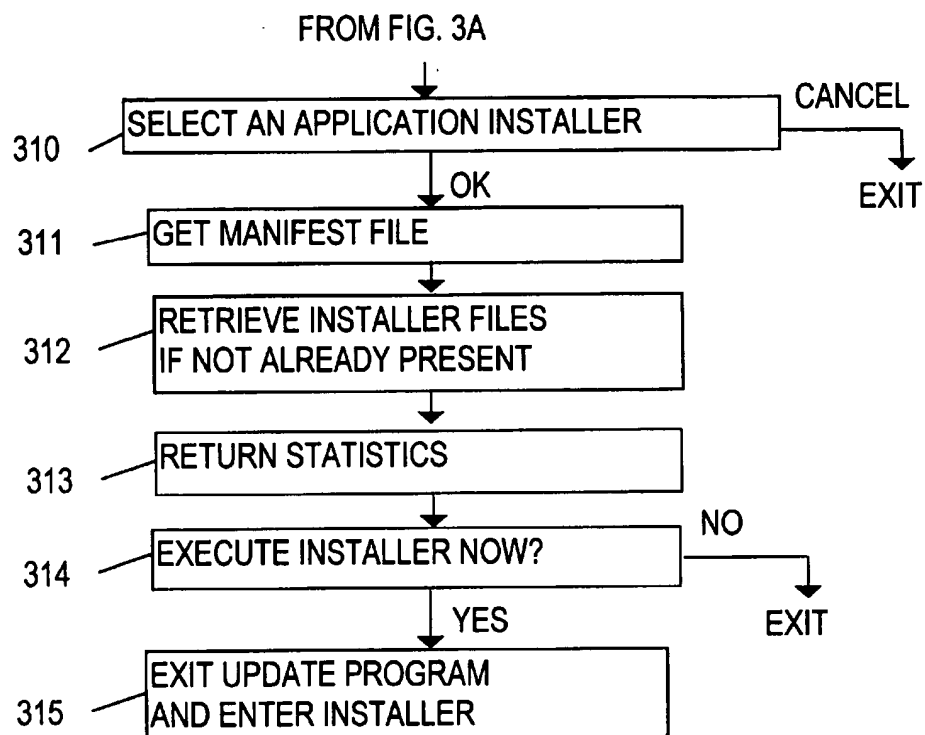 FROM FIG. 3A
CANCEL
310
SELECT AN APPLICATION INSTALLER
EXIT
OK
311
GET MANIFEST FILE
312
RETRIEVE INSTALLER FILES
IF NOT ALREADY PRESENT
313
RETURN STATISTICS
NO
314
EXECUTE INSTALLER NOW?
EXIT
YES
315
EXIT UPDATE PROGRAM
AND ENTER INSTALLER